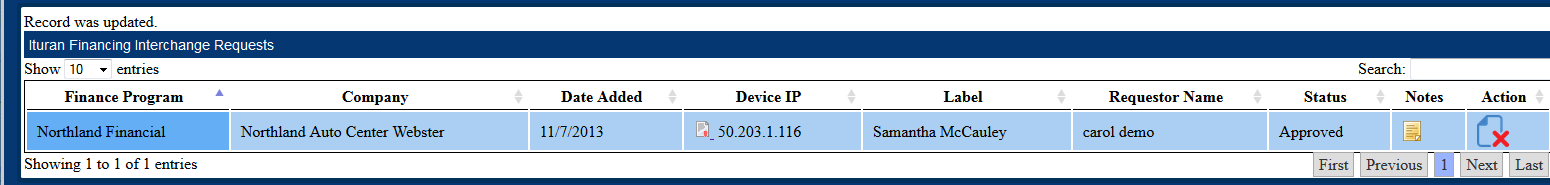 Record was updated.
Ituran Financing Interchange Requests
Show 10 entries Search:
Finance Program Company Date Added Device IP Label Requestor Name Status Notes Action
Northland Financial Northland Auto Center Webster 11/7/2013 50.203.1.116 Samantha McCauley carol demo Approved
Showing 1 to 1 of 1 entries First Previous 1 Next Last